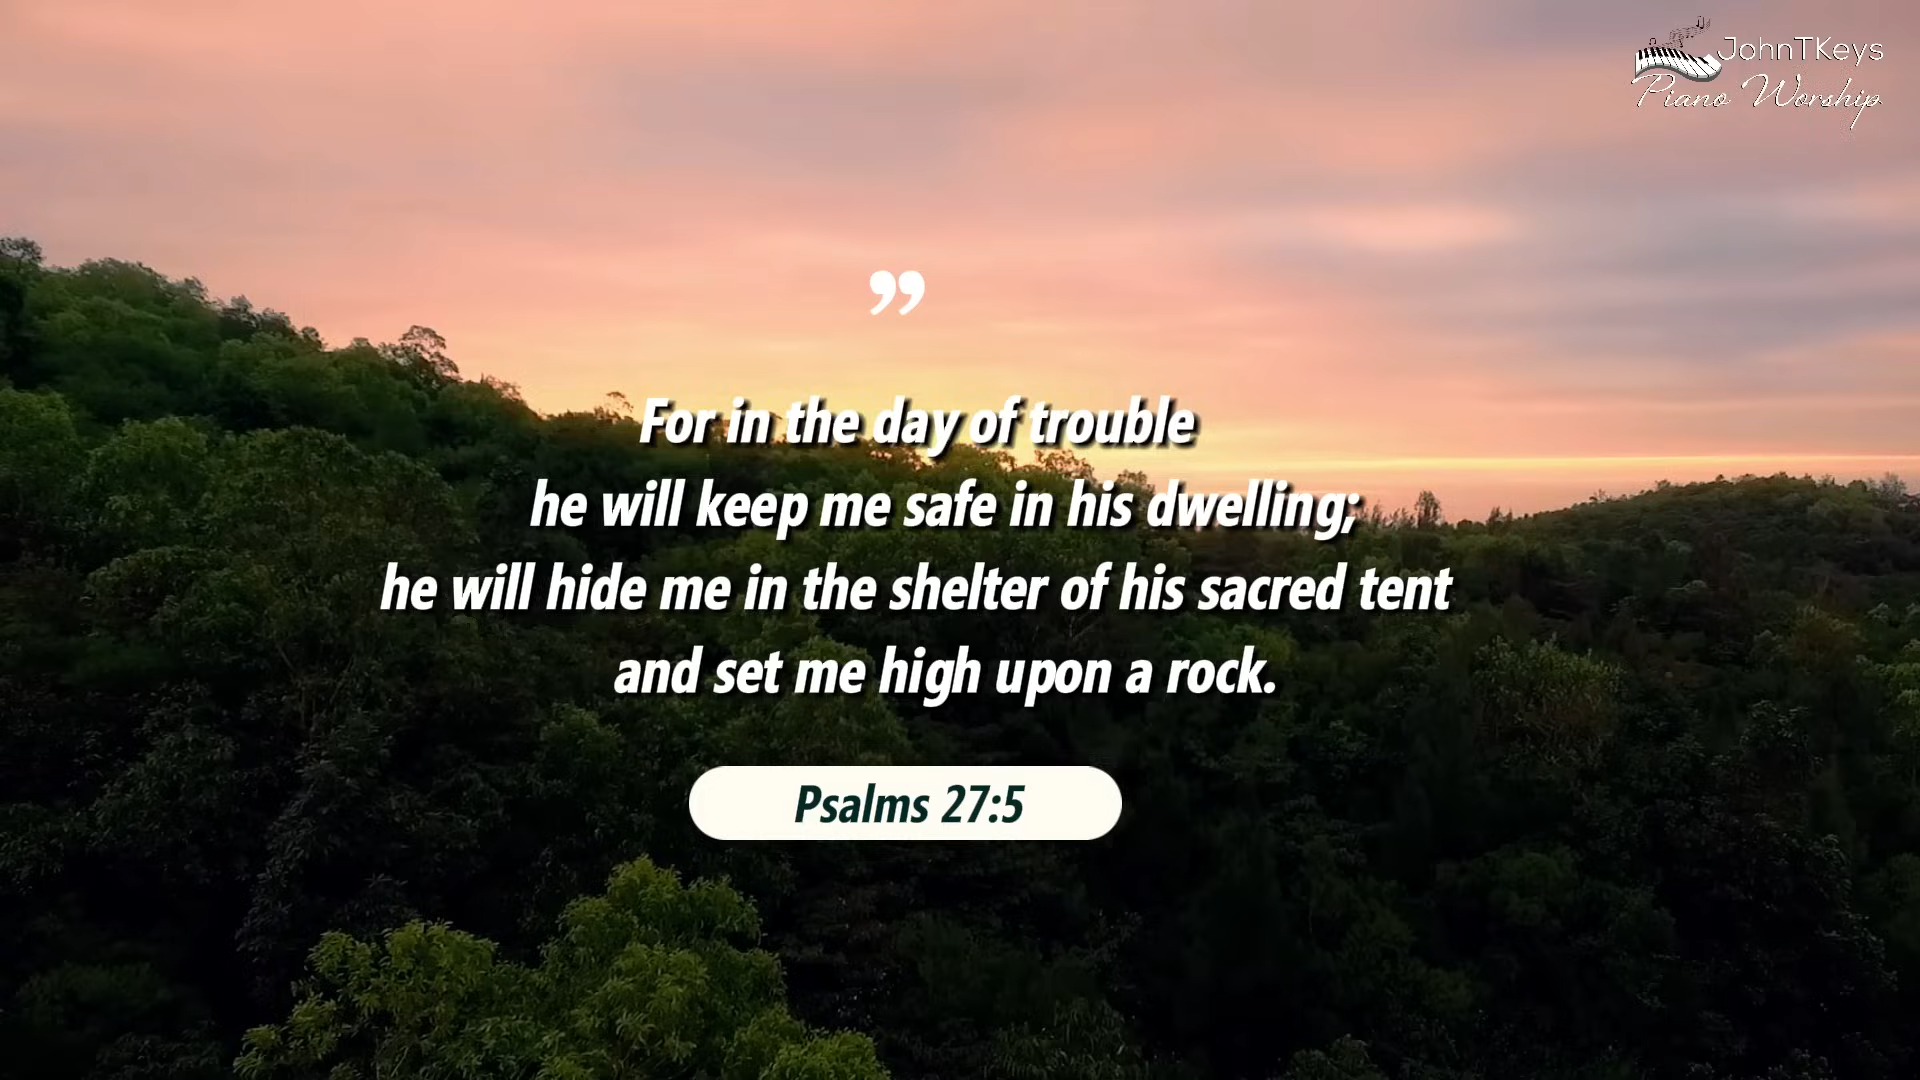 JohnTKeys
Piano Worship
”
For in the day of trouble
he will keep me safe in his dwelling;
he will hide me in the shelter of his sacred tent
and set me high upon a rock.
Psalms 27:5